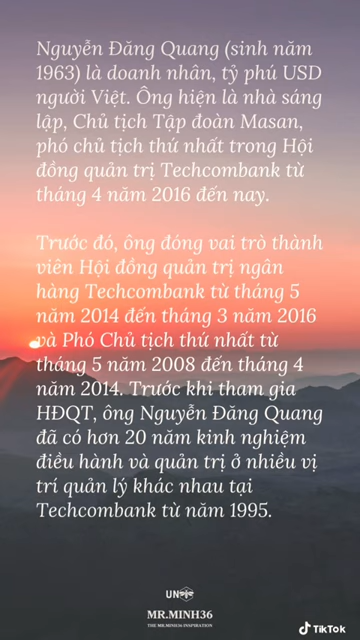 Nguyễn Đăng Quang (sinh năm
1963) là doanh nhân, tỷ phú USD
người Việt. Ông hiện là nhà sáng
lập, Chủ tịch Tập đoàn Masan,
phó chủ tịch thứ nhất trong Hội
đồng quản trị Techcombank từ
tháng 4 năm 2016 đến nay.
Trước đó, ông đóng vai trò thành
viên Hội đồng quản trị ngân
hàng Techcombank từ tháng 5
năm 2014 đến tháng 3 năm 2016
và Phó Chủ tịch thứ nhất từ
tháng 5 năm 2008 đến tháng 4
năm 2014. Trước khi tham gia
HĐQT, ông Nguyễn Đăng Quang
đã có hơn 20 năm kinh nghiệm
điều hành và quản trị ở nhiều vị
trí quản lý khác nhau tại
Techcombank từ năm 1995.
MR.MINH36
THE MR.MINH36 INSPIRATION
TikTok